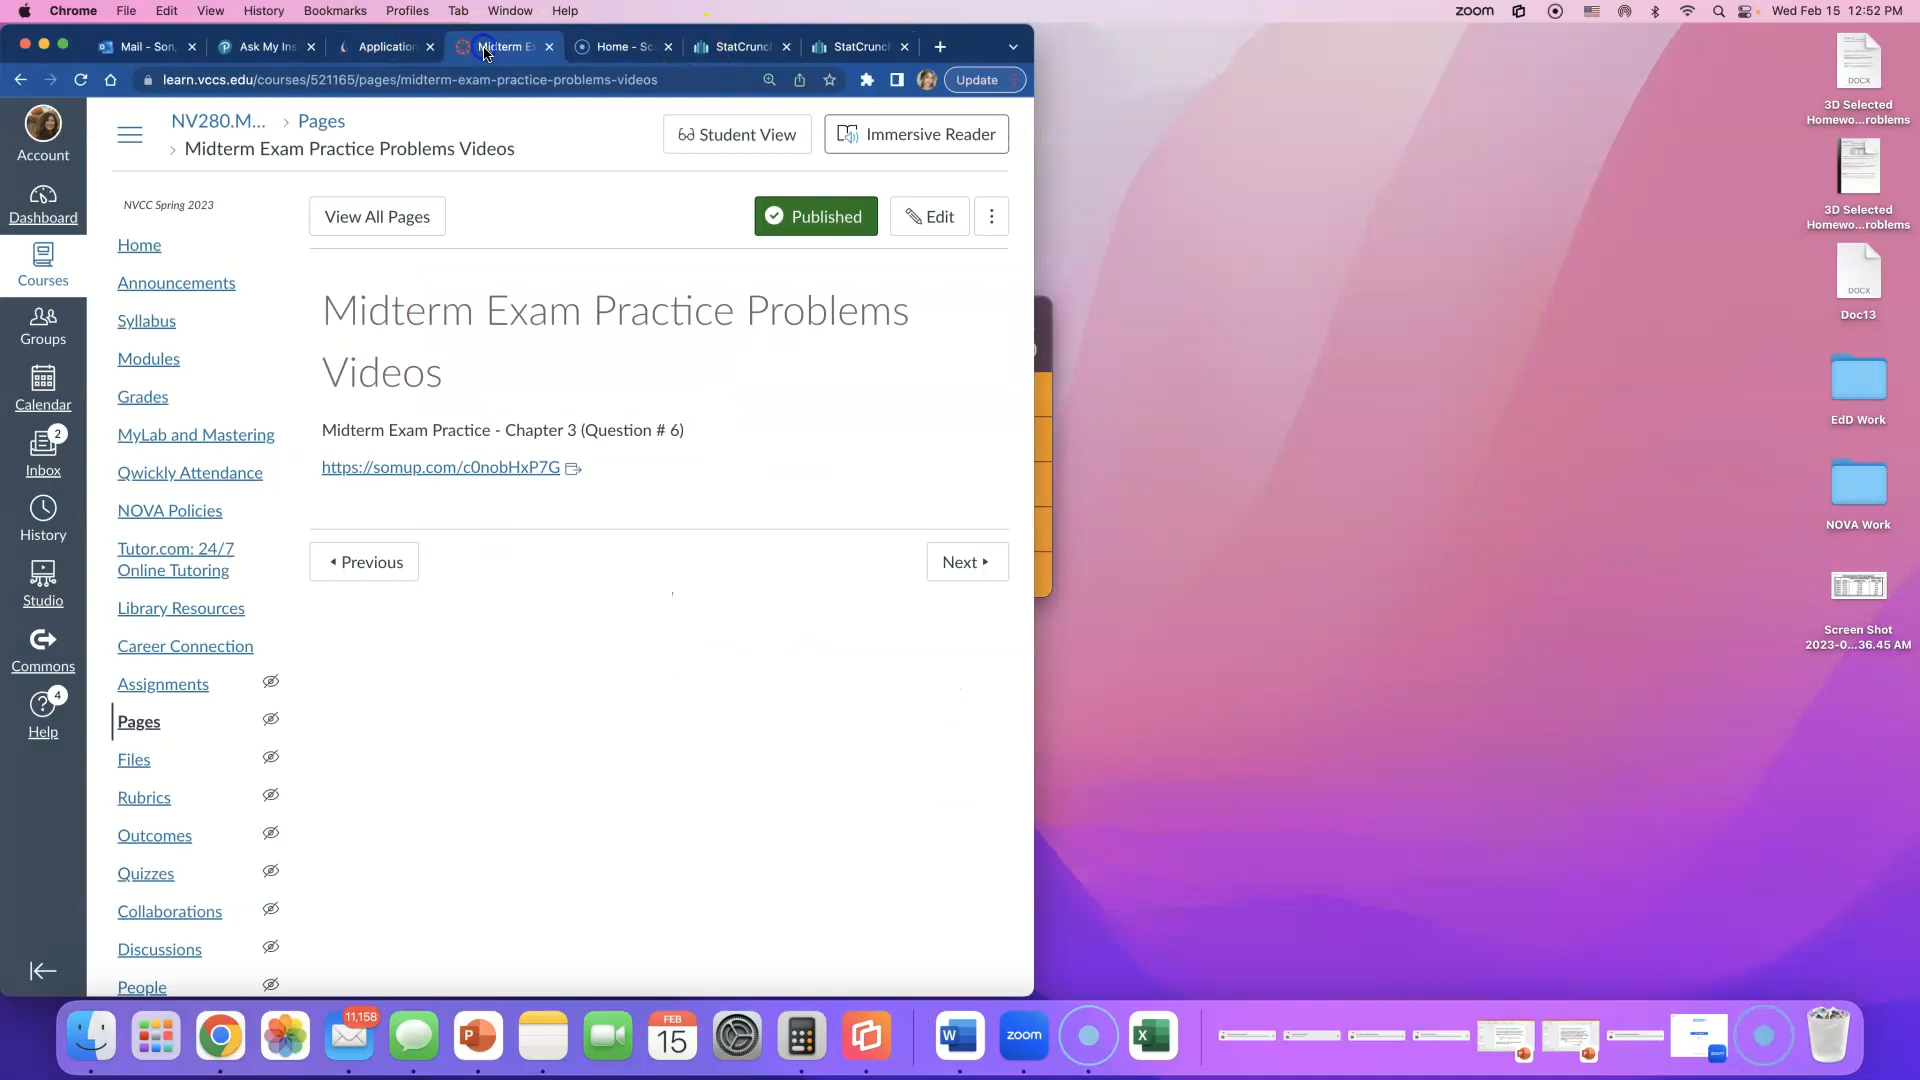 Chrome File Edit View History Bookmarks Profiles Tab Window Help
zoom Wed Feb 15 12:52 PM
Mail - Son, Ask My Ins Application Midterm E Home - Sc StatCrunch StatCrunch
learn.vccs.edu/courses/521165/pages/midterm-exam-practice-problems-videos Update
Account
Dashboard
Courses
Groups
Calendar
2
Inbox
History
Studio
Commons
4
Help
NV280.M... › Pages
› Midterm Exam Practice Problems Videos
Student View
Immersive Reader
NVCC Spring 2023
Home
Announcements
Syllabus
Modules
Grades
MyLab and Mastering
Qwickly Attendance
NOVA Policies
Tutor.com: 24/7
Online Tutoring
Library Resources
Career Connection
Assignments
Pages
Files
Rubrics
Outcomes
Quizzes
Collaborations
Discussions
People
View All Pages
Published
Edit
Midterm Exam Practice Problems
Videos
Midterm Exam Practice - Chapter 3 (Question # 6)
https://somup.com/c0nobHxP7G
Previous
Next
DOCX
3D Selected
Homewo...roblems
3D Selected
Homewo...roblems
DOCX
Doc13
EdD Work
NOVA Work
Screen Shot
2023-0...36.45 AM
11,158
FEB
15
zoom